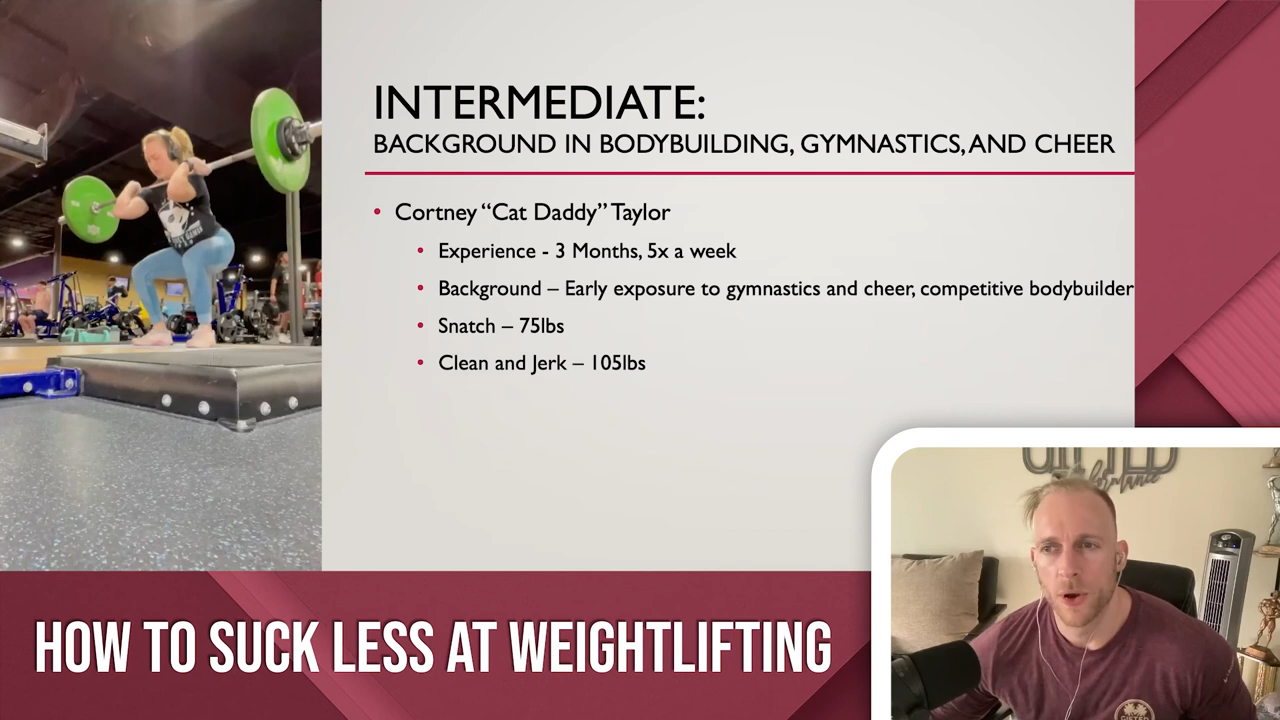 INTERMEDIATE:
BACKGROUND IN BODYBUILDING, GYMNASTICS, AND CHEER
• Cortney “Cat Daddy” Taylor
• Experience - 3 Months, 5x a week
• Background – Early exposure to gymnastics and cheer, competitive bodybuilder
• Snatch – 75lbs
• Clean and Jerk – 105lbs
HOW TO SUCK LESS AT WEIGHTLIFTING
GIFTED